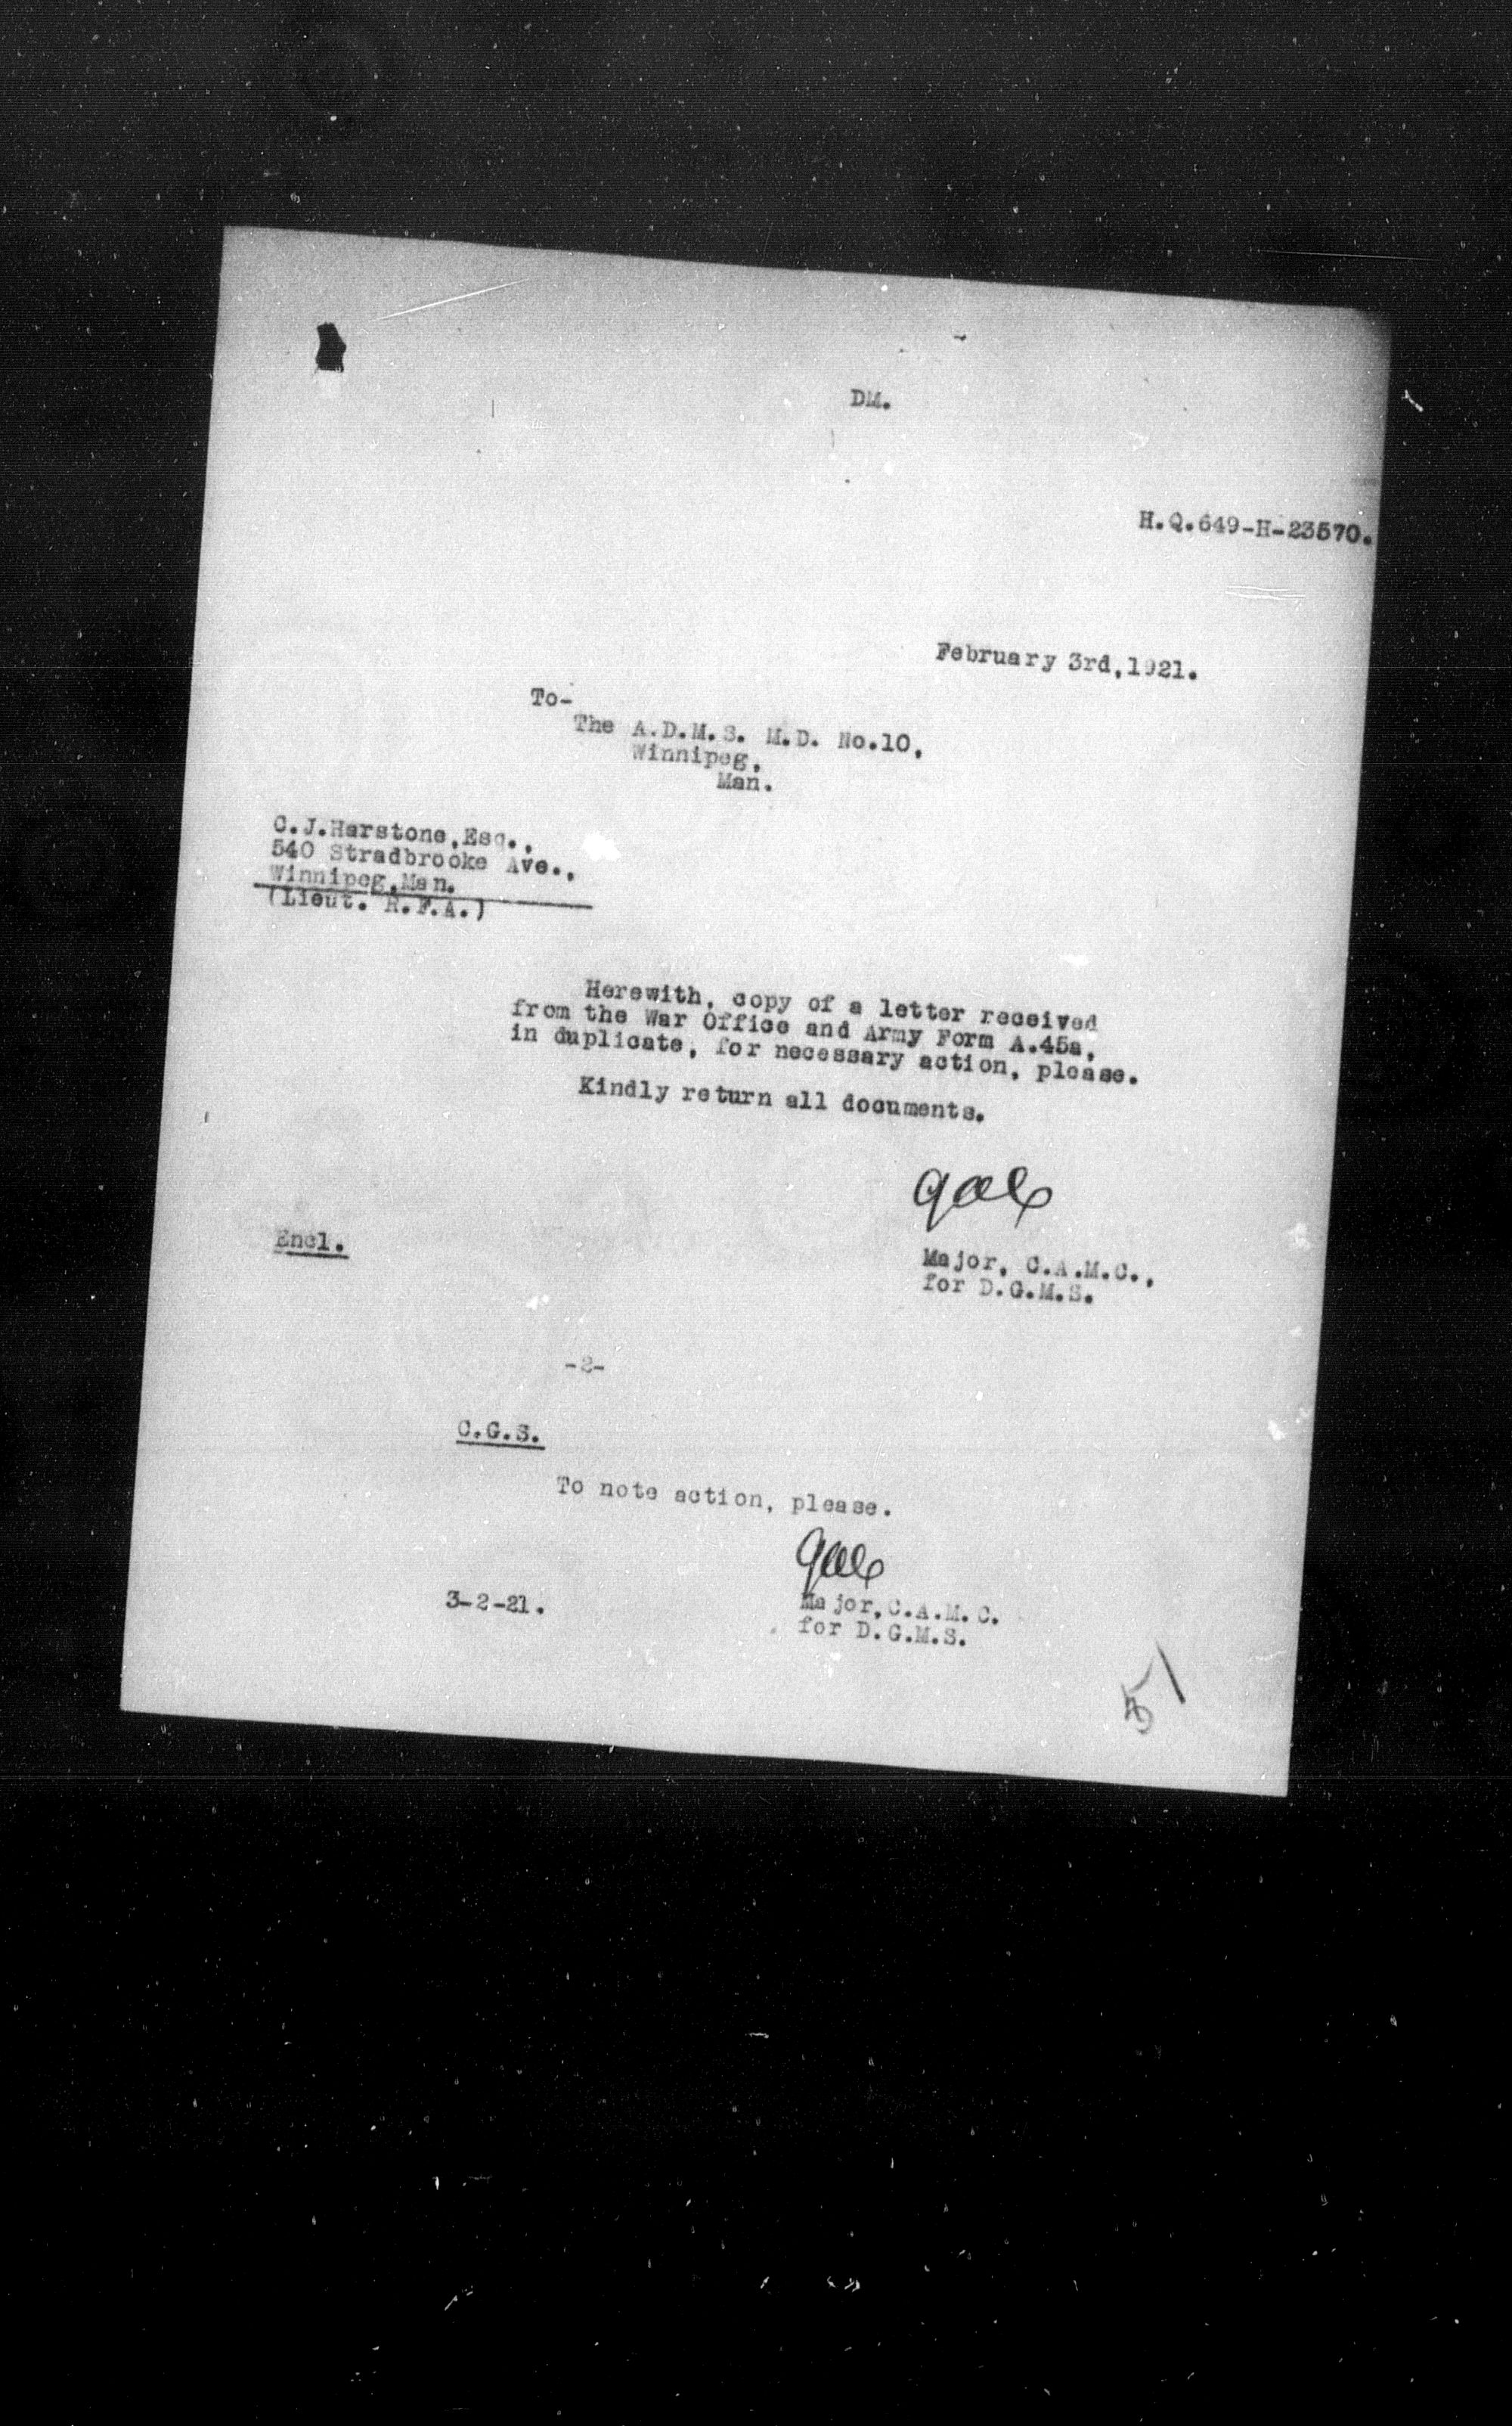 DM.
H.Q.649-H-23570.
February 3rd,1921.
To-
The A.D.M.S. M.D. No.10,
Winnipeg,
Man.
C.J.Harstone,Esq.,
540 Stradbrooke Ave.,
Winnipeg,Man.
(Lieut. R.F.A.)
Herewith, copy of a letter received
from the War Office and Army Form A.45a,
in duplicate, for necessary action, please.
Kindly return all documents.
Encl.
Major, C.A.M.C.,
for D.G.M.S.
-2-
C.G.S.
To note action, please.
3-2-21.
Major,C.A.M.C.
for D.G.M.S.
51